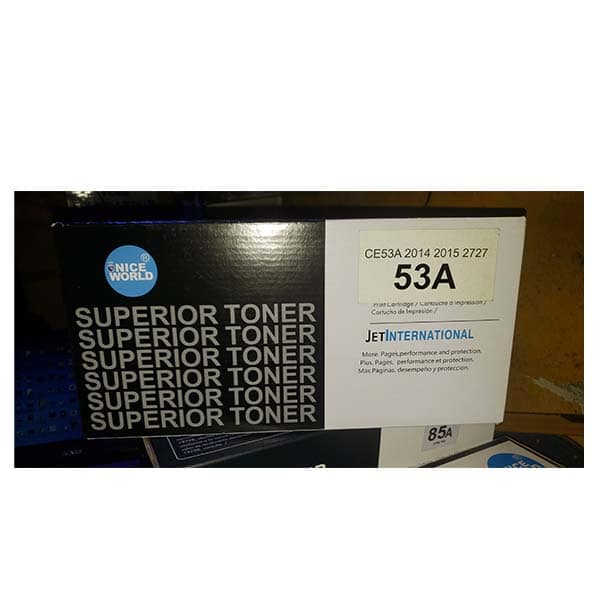 NICE
WORLD
®
SUPERIOR TONER
SUPERIOR TONER
SUPERIOR TONER
SUPERIOR TONER
SUPERIOR TONER
SUPERIOR TONER
CE53A 2014 2015 2727
53A
Print Cartridge / Cartouche d'impression /
Cartucho de Impresión /
JETINTERNATIONAL
More, Pages,performance and protection.
Plus, Pages, performance et protection.
Max,Páginas, desempeño y protección.
85A